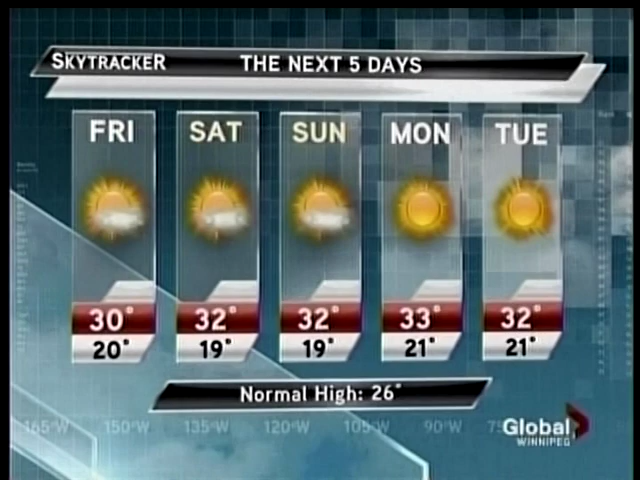 SKYTRACKER THE NEXT 5 DAYS
FRI SAT SUN MON TUE
30° 32° 32° 33° 32°
20° 19° 19° 21° 21°
Normal High: 26°
165°W 150°W 135°W 120°W 105°W 90°W
Global
WINNIPEG